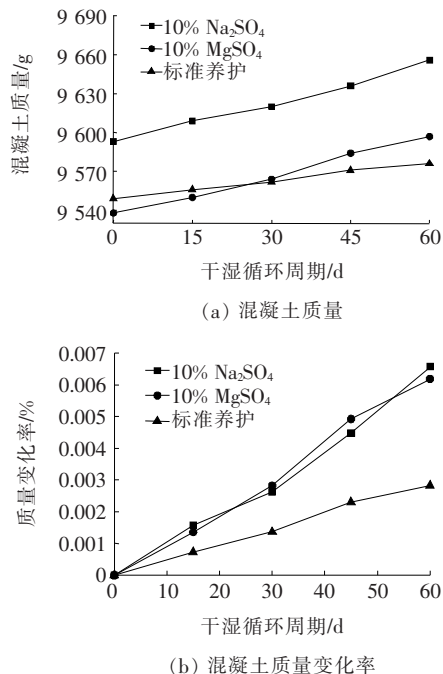 9 690
9 660
9 630
9 600
9 570
9 540
混凝土质量/g
10% Na₂SO₄
10% MgSO₄
标准养护
0 15 30 45 60
干湿循环周期/d
(a) 混凝土质量
0.007
0.006
0.005
0.004
0.003
0.002
0.001
0
质量变化率/%
10% Na₂SO₄
10% MgSO₄
标准养护
0 10 20 30 40 50 60
干湿循环周期/d
(b) 混凝土质量变化率